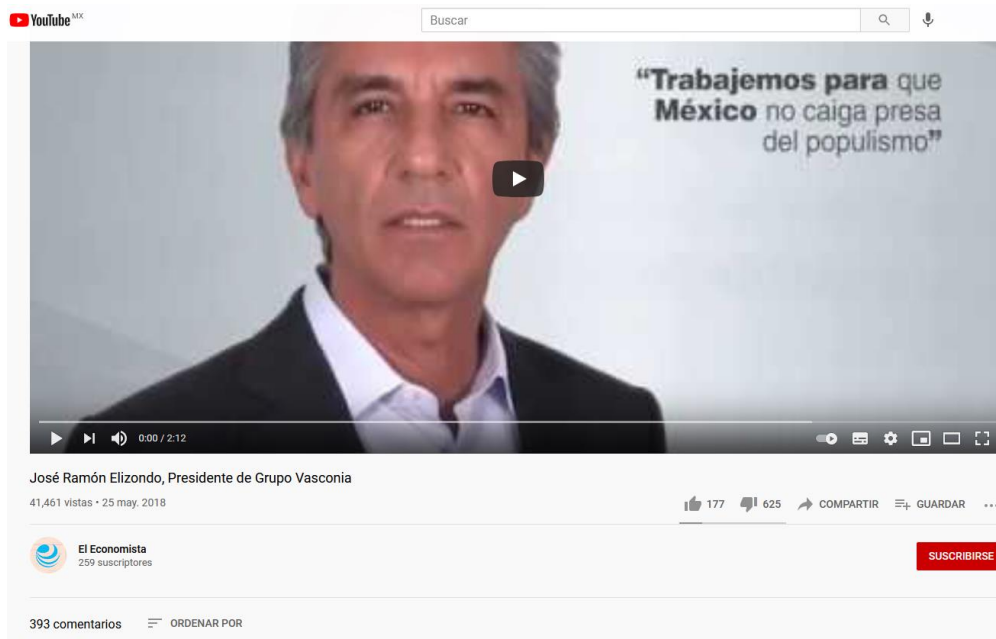 YouTube MX
Buscar
“Trabajemos para que
México no caiga presa
del populismo”
0:00 / 2:12
José Ramón Elizondo, Presidente de Grupo Vasconia
41,461 vistas • 25 may. 2018
177 625 COMPARTIR GUARDAR ...
El Economista
259 suscriptores
SUSCRIBIRSE
393 comentarios ORDENAR POR